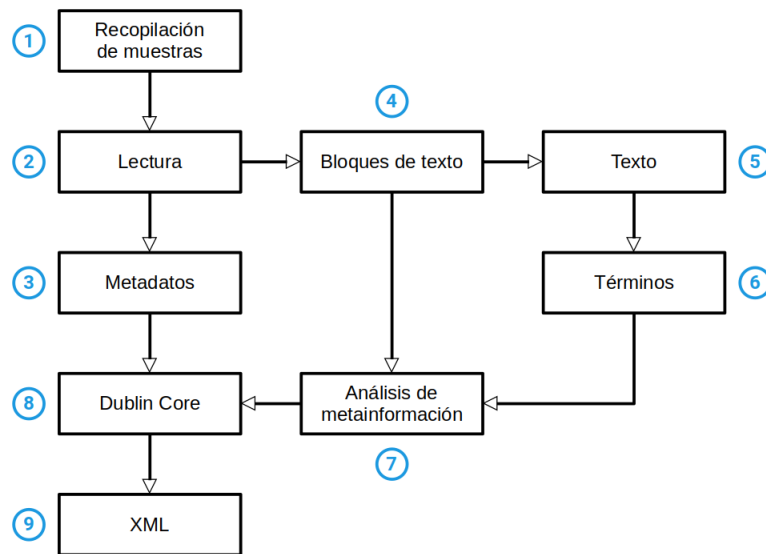 1
Recopilación
de muestras
4
2
Lectura
Bloques de texto
Texto
5
3
Metadatos
Términos
6
8
Dublin Core
Análisis de
metainformación
7
9
XML